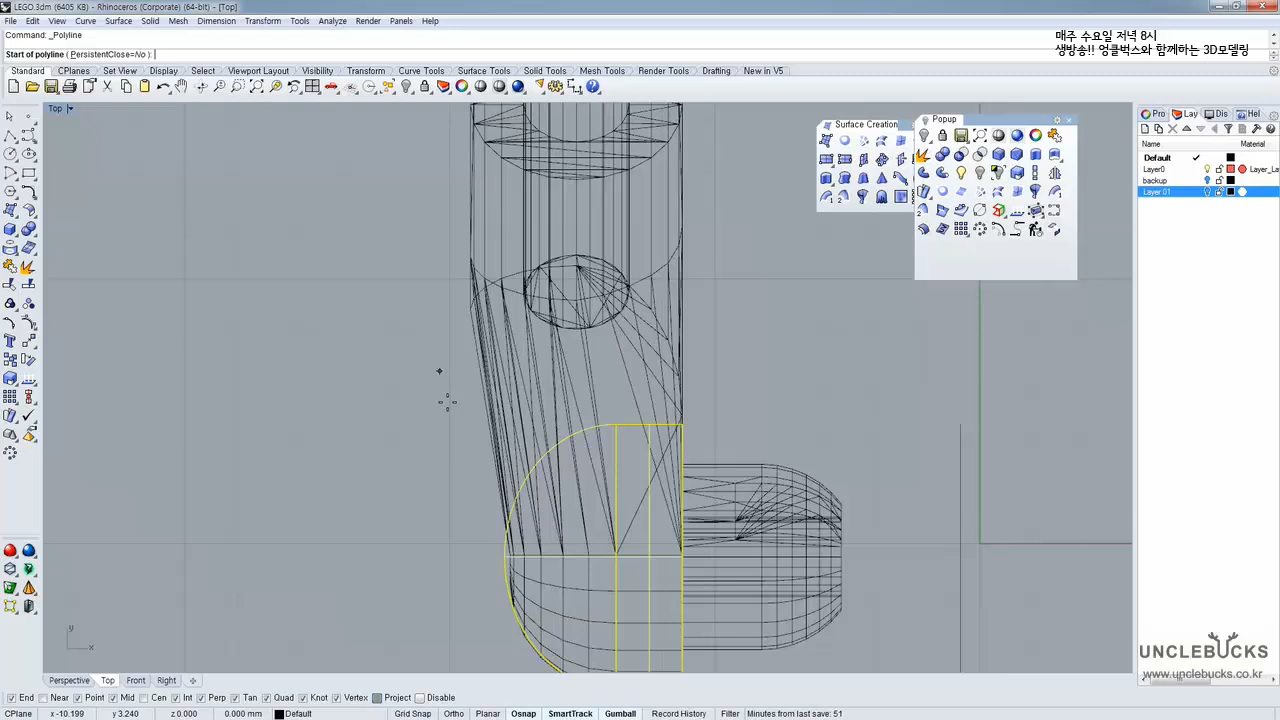 LEGO.3dm (6405 KB) - Rhinoceros (Corporate) (64-bit) - [Top]
File Edit View Curve Surface Solid Mesh Dimension Transform Tools Analyze Render Panels Help
Command: _Polyline
Start of polyline ( PersistentClose=No ):
매주 수요일 저녁 8시
생방송!! 엉클벅스와 함께하는 3D모델링
Standard CPlanes Set View Display Select Viewport Layout Visibility Transform Curve Tools Surface Tools Solid Tools Mesh Tools Render Tools Drafting New in V5
Top
Surface Creation
Popup
Pro Lay Dis Hel
Name Material
Default
Layer0 Layer_La
backup
Layer 01
y
x
UNCLEBUCKS
www.unclebucks.co.kr
Perspective Top Front Right
End Near Point Mid Cen Int Perp Tan Quad Knot Vertex Project Disable
CPlane x -10.199 y 3.240 z 0.000 0.000 mm Default Grid Snap Ortho Planar Osnap SmartTrack Gumball Record History Filter Minutes from last save: 51